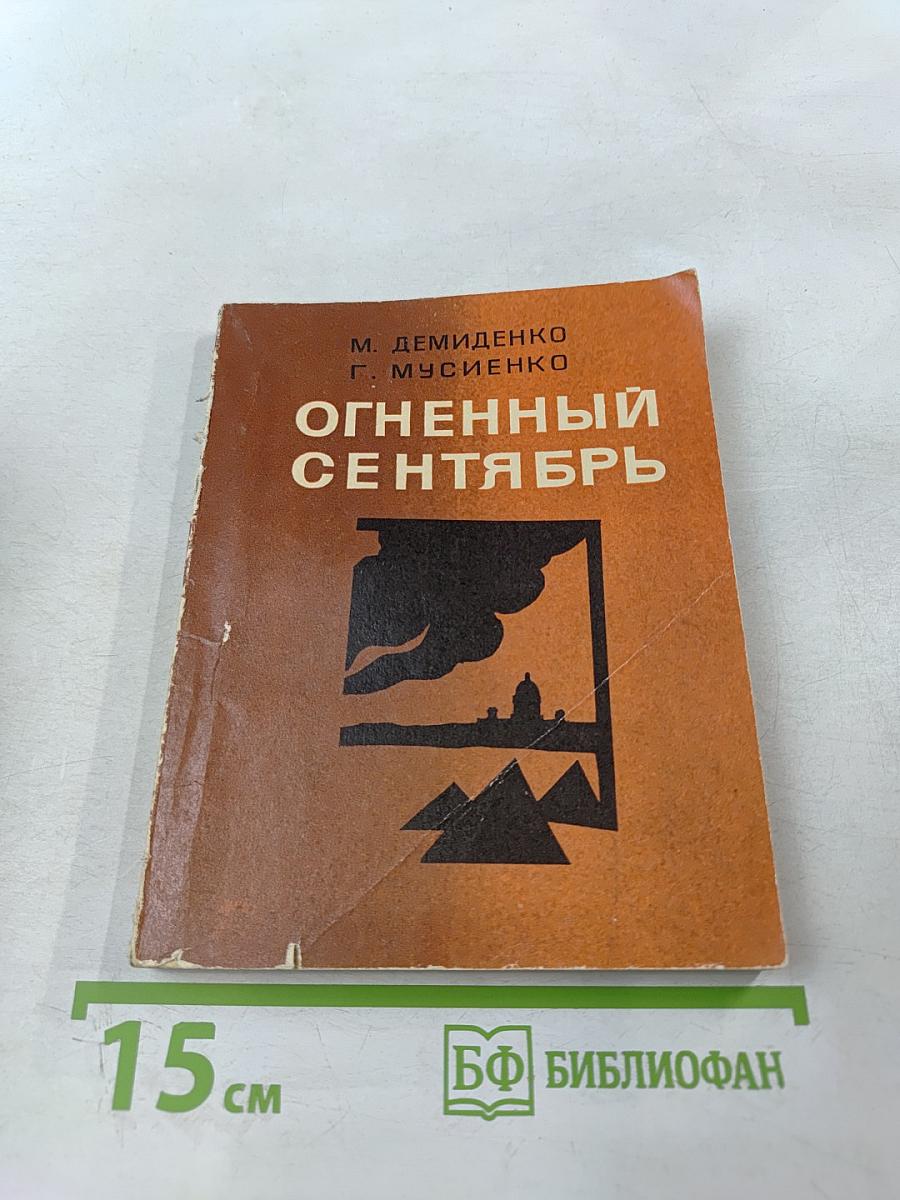 М. ДЕМИДЕНКО
Г. МУСИЕНКО
ОГНЕННЫЙ
СЕНТЯБРЬ
15 см
БФ БИБЛИОФАН